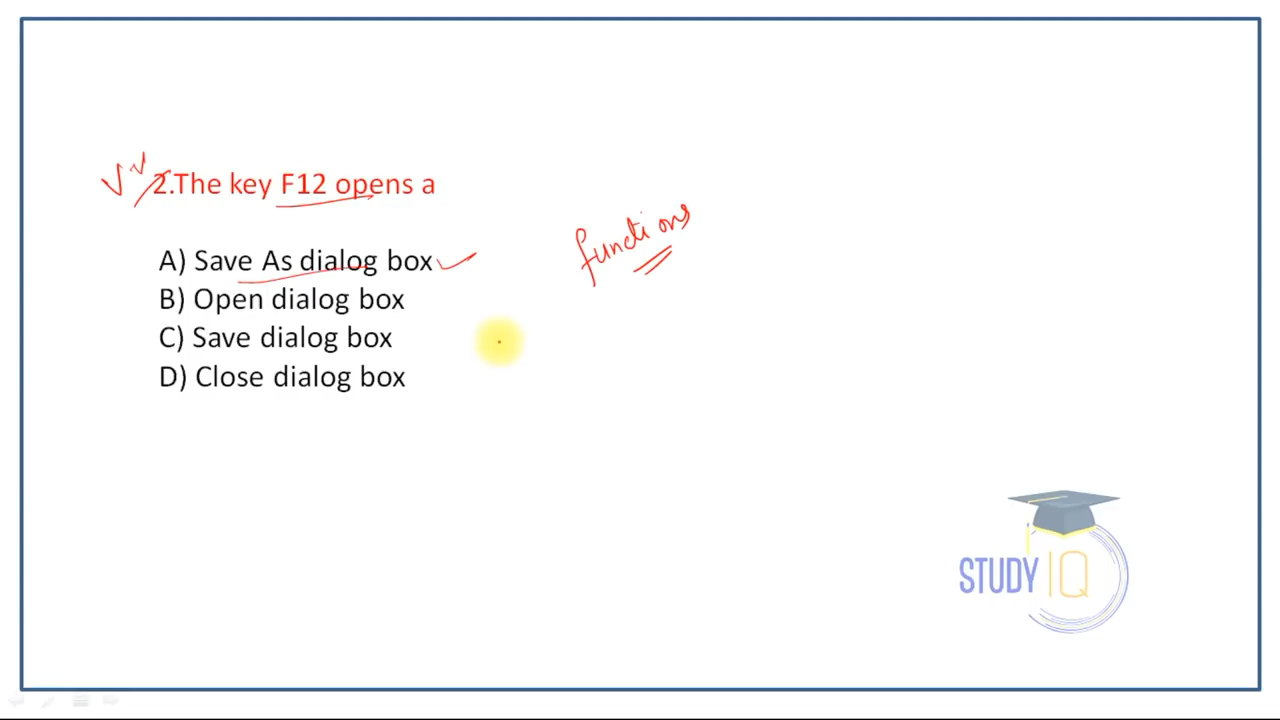 2.The key F12 opens a
functions
A) Save As dialog box
B) Open dialog box
C) Save dialog box
D) Close dialog box
STUDY IQ